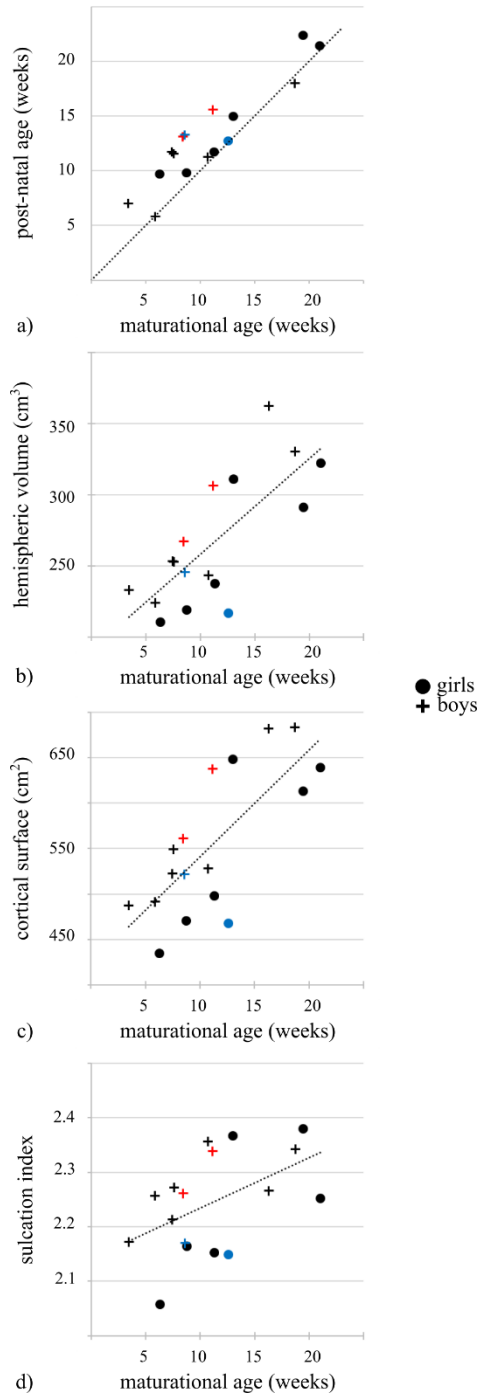 20
15
10
5
post-natal age (weeks)
5 10 15 20
a) maturational age (weeks)
350
300
250
hemispheric volume (cm³)
5 10 15 20
b) maturational age (weeks)
girls
boys
650
550
450
cortical surface (cm²)
5 10 15 20
c) maturational age (weeks)
2.4
2.3
2.2
2.1
sulcation index
5 10 15 20
d) maturational age (weeks)